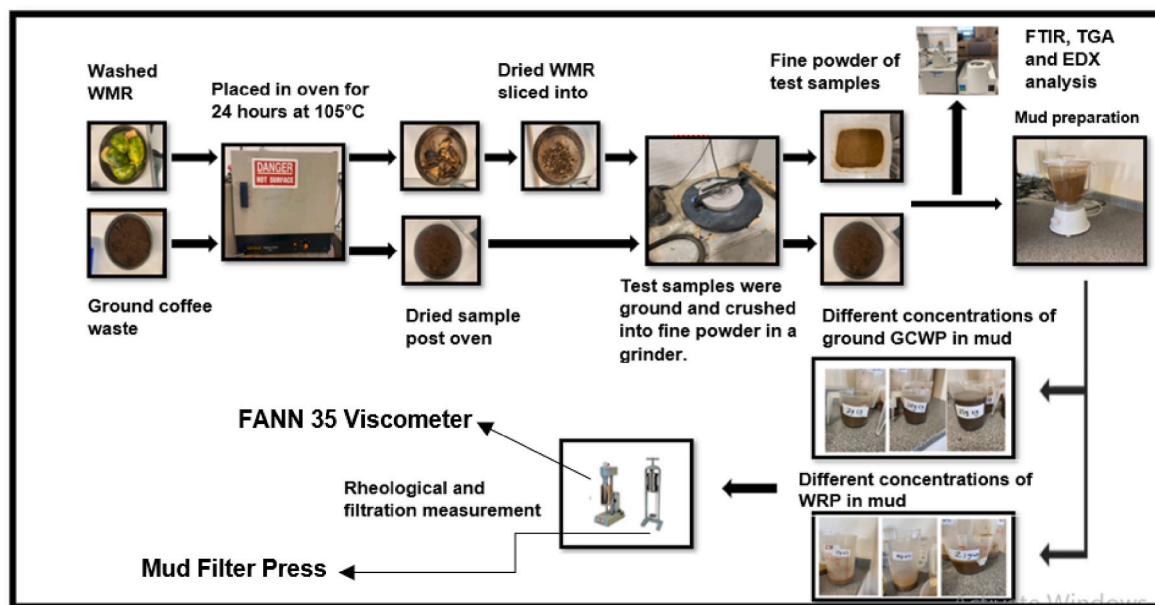 Washed
WMR
Placed in oven for
24 hours at 105°C
Dried WMR
sliced into
Fine powder of
test samples
FTIR, TGA
and EDX
analysis
Mud preparation
DANGER
HOT SURFACE
Ground coffee
waste
Dried sample
post oven
Test samples were
ground and crushed
into fine powder in a
grinder.
Different concentrations of
ground GCWP in mud
FANN 35 Viscometer
Rheological and
filtration measurement
Different concentrations of
WRP in mud
Mud Filter Press
Activate Windows